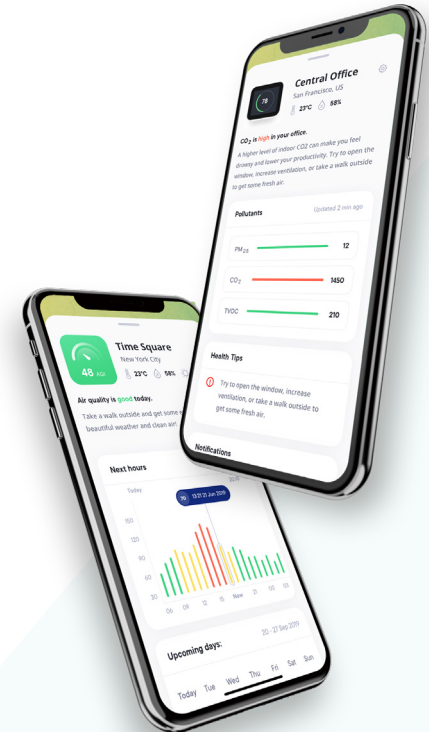 Central Office
San Francisco, US
78
23°C 58%
CO2 is high in your office.
A higher level of indoor CO2 can make you feel
drowsy and lower your productivity. Try to open the
window, increase ventilation, or take a walk outside
to get some fresh air.
Pollutants Updated 2 min ago
PM2.5 12
CO2 1450
TVOC 210
Health Tips
Try to open the window, increase
ventilation, or take a walk outside to
get some fresh air.
Notifications
Time Square
New York City
48 AQI
23°C 58%
Air quality is good today.
Take a walk outside and get some
beautiful weather and clean air!
Next hours
Today
70 13:21 21 Jun 2019
150
120
90
60
30
06 09 12 15 Now 21 00 03
Upcoming days: 20 - 27 Sep 2019
Today Tue Wed Thu Fri Sat Sun